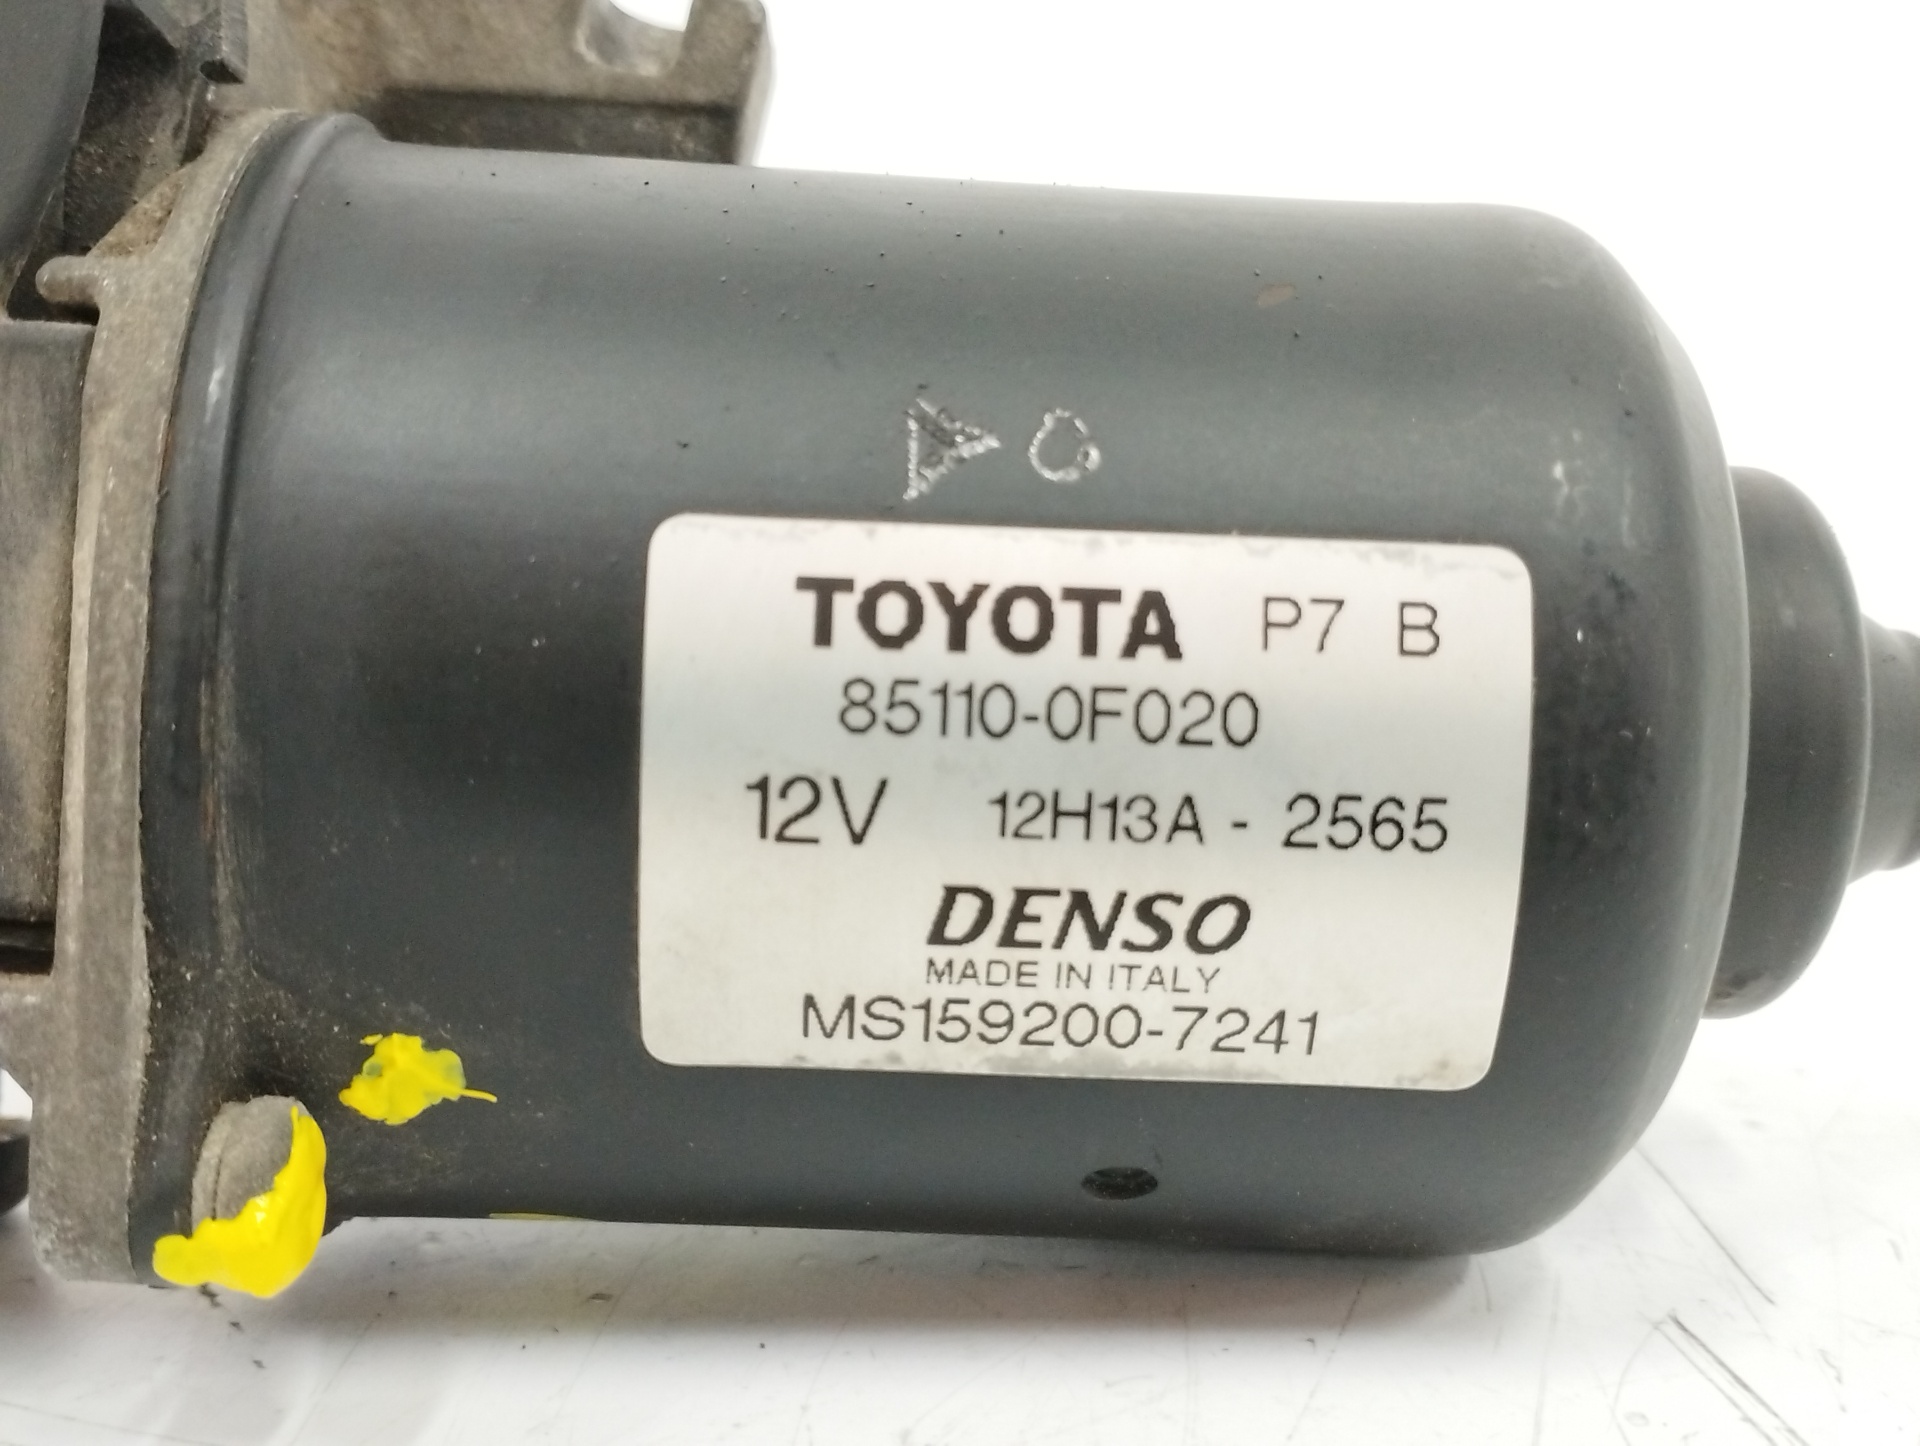 TOYOTA P7 B
85110-0F020
12V 12H13A - 2565
DENSO
MADE IN ITALY
MS159200-7241